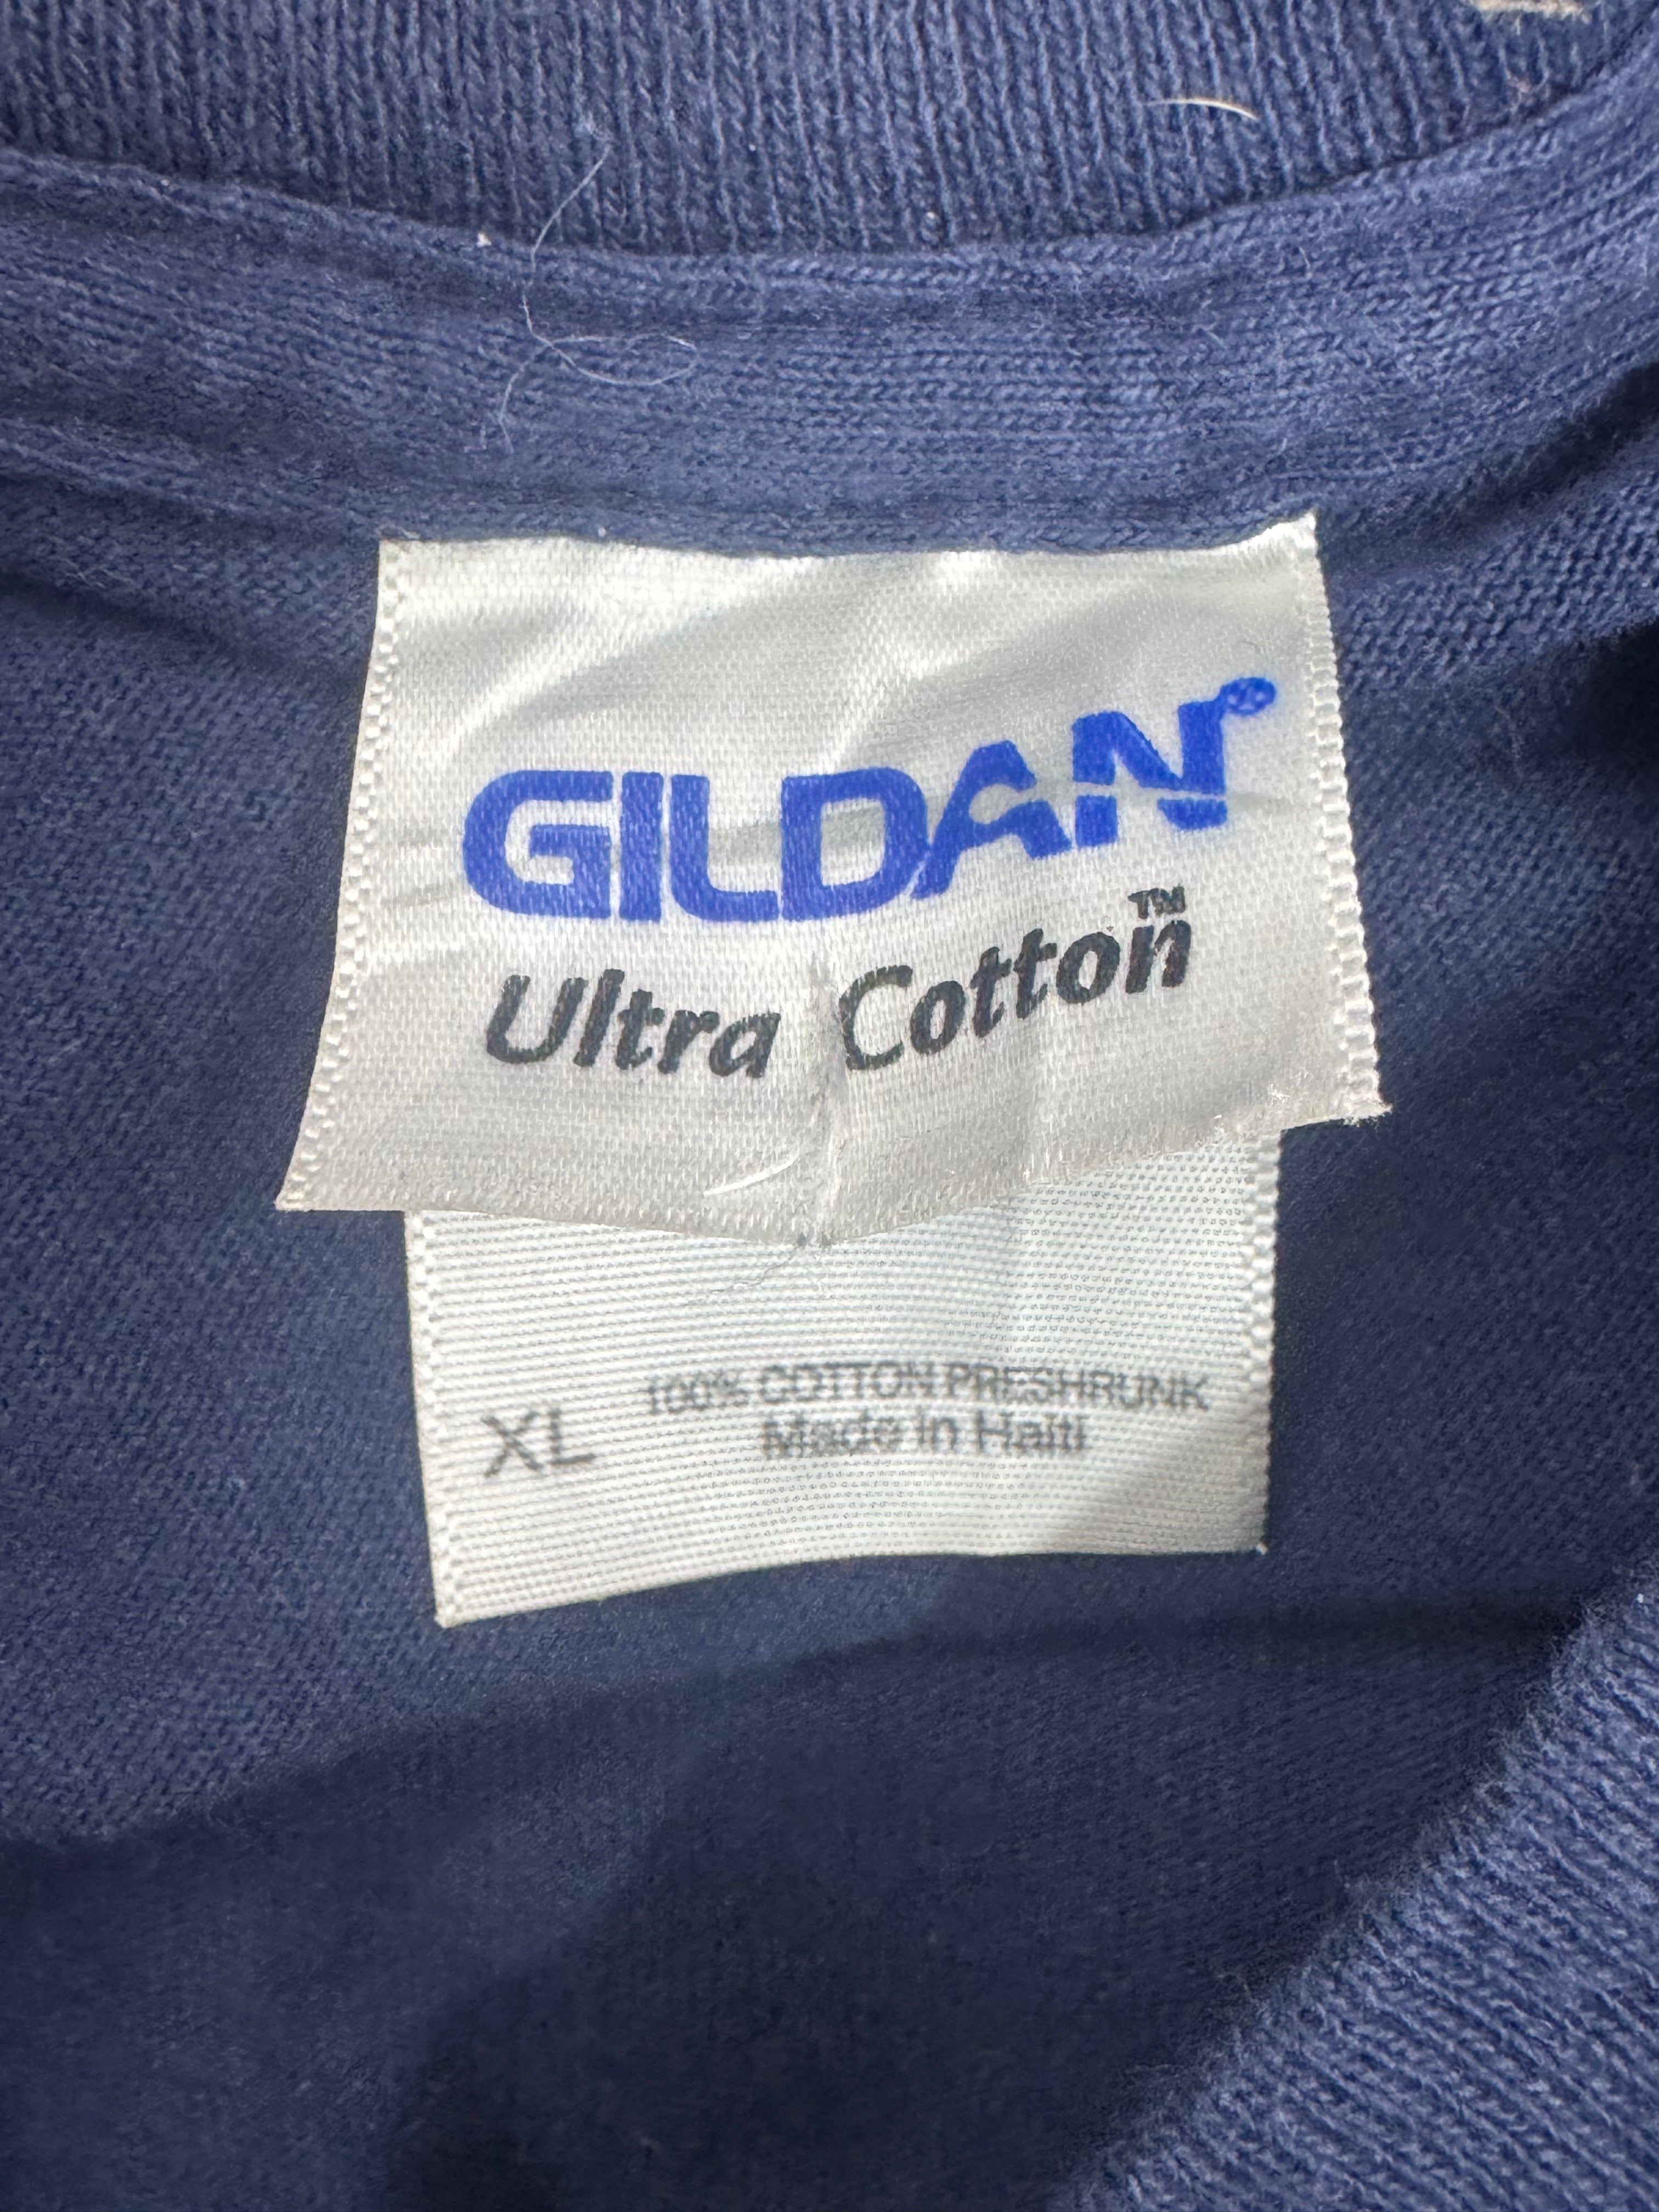 GILDAN®
Ultra Cotton™
XL
100% COTTON PRESHRUNK
Made in Haiti